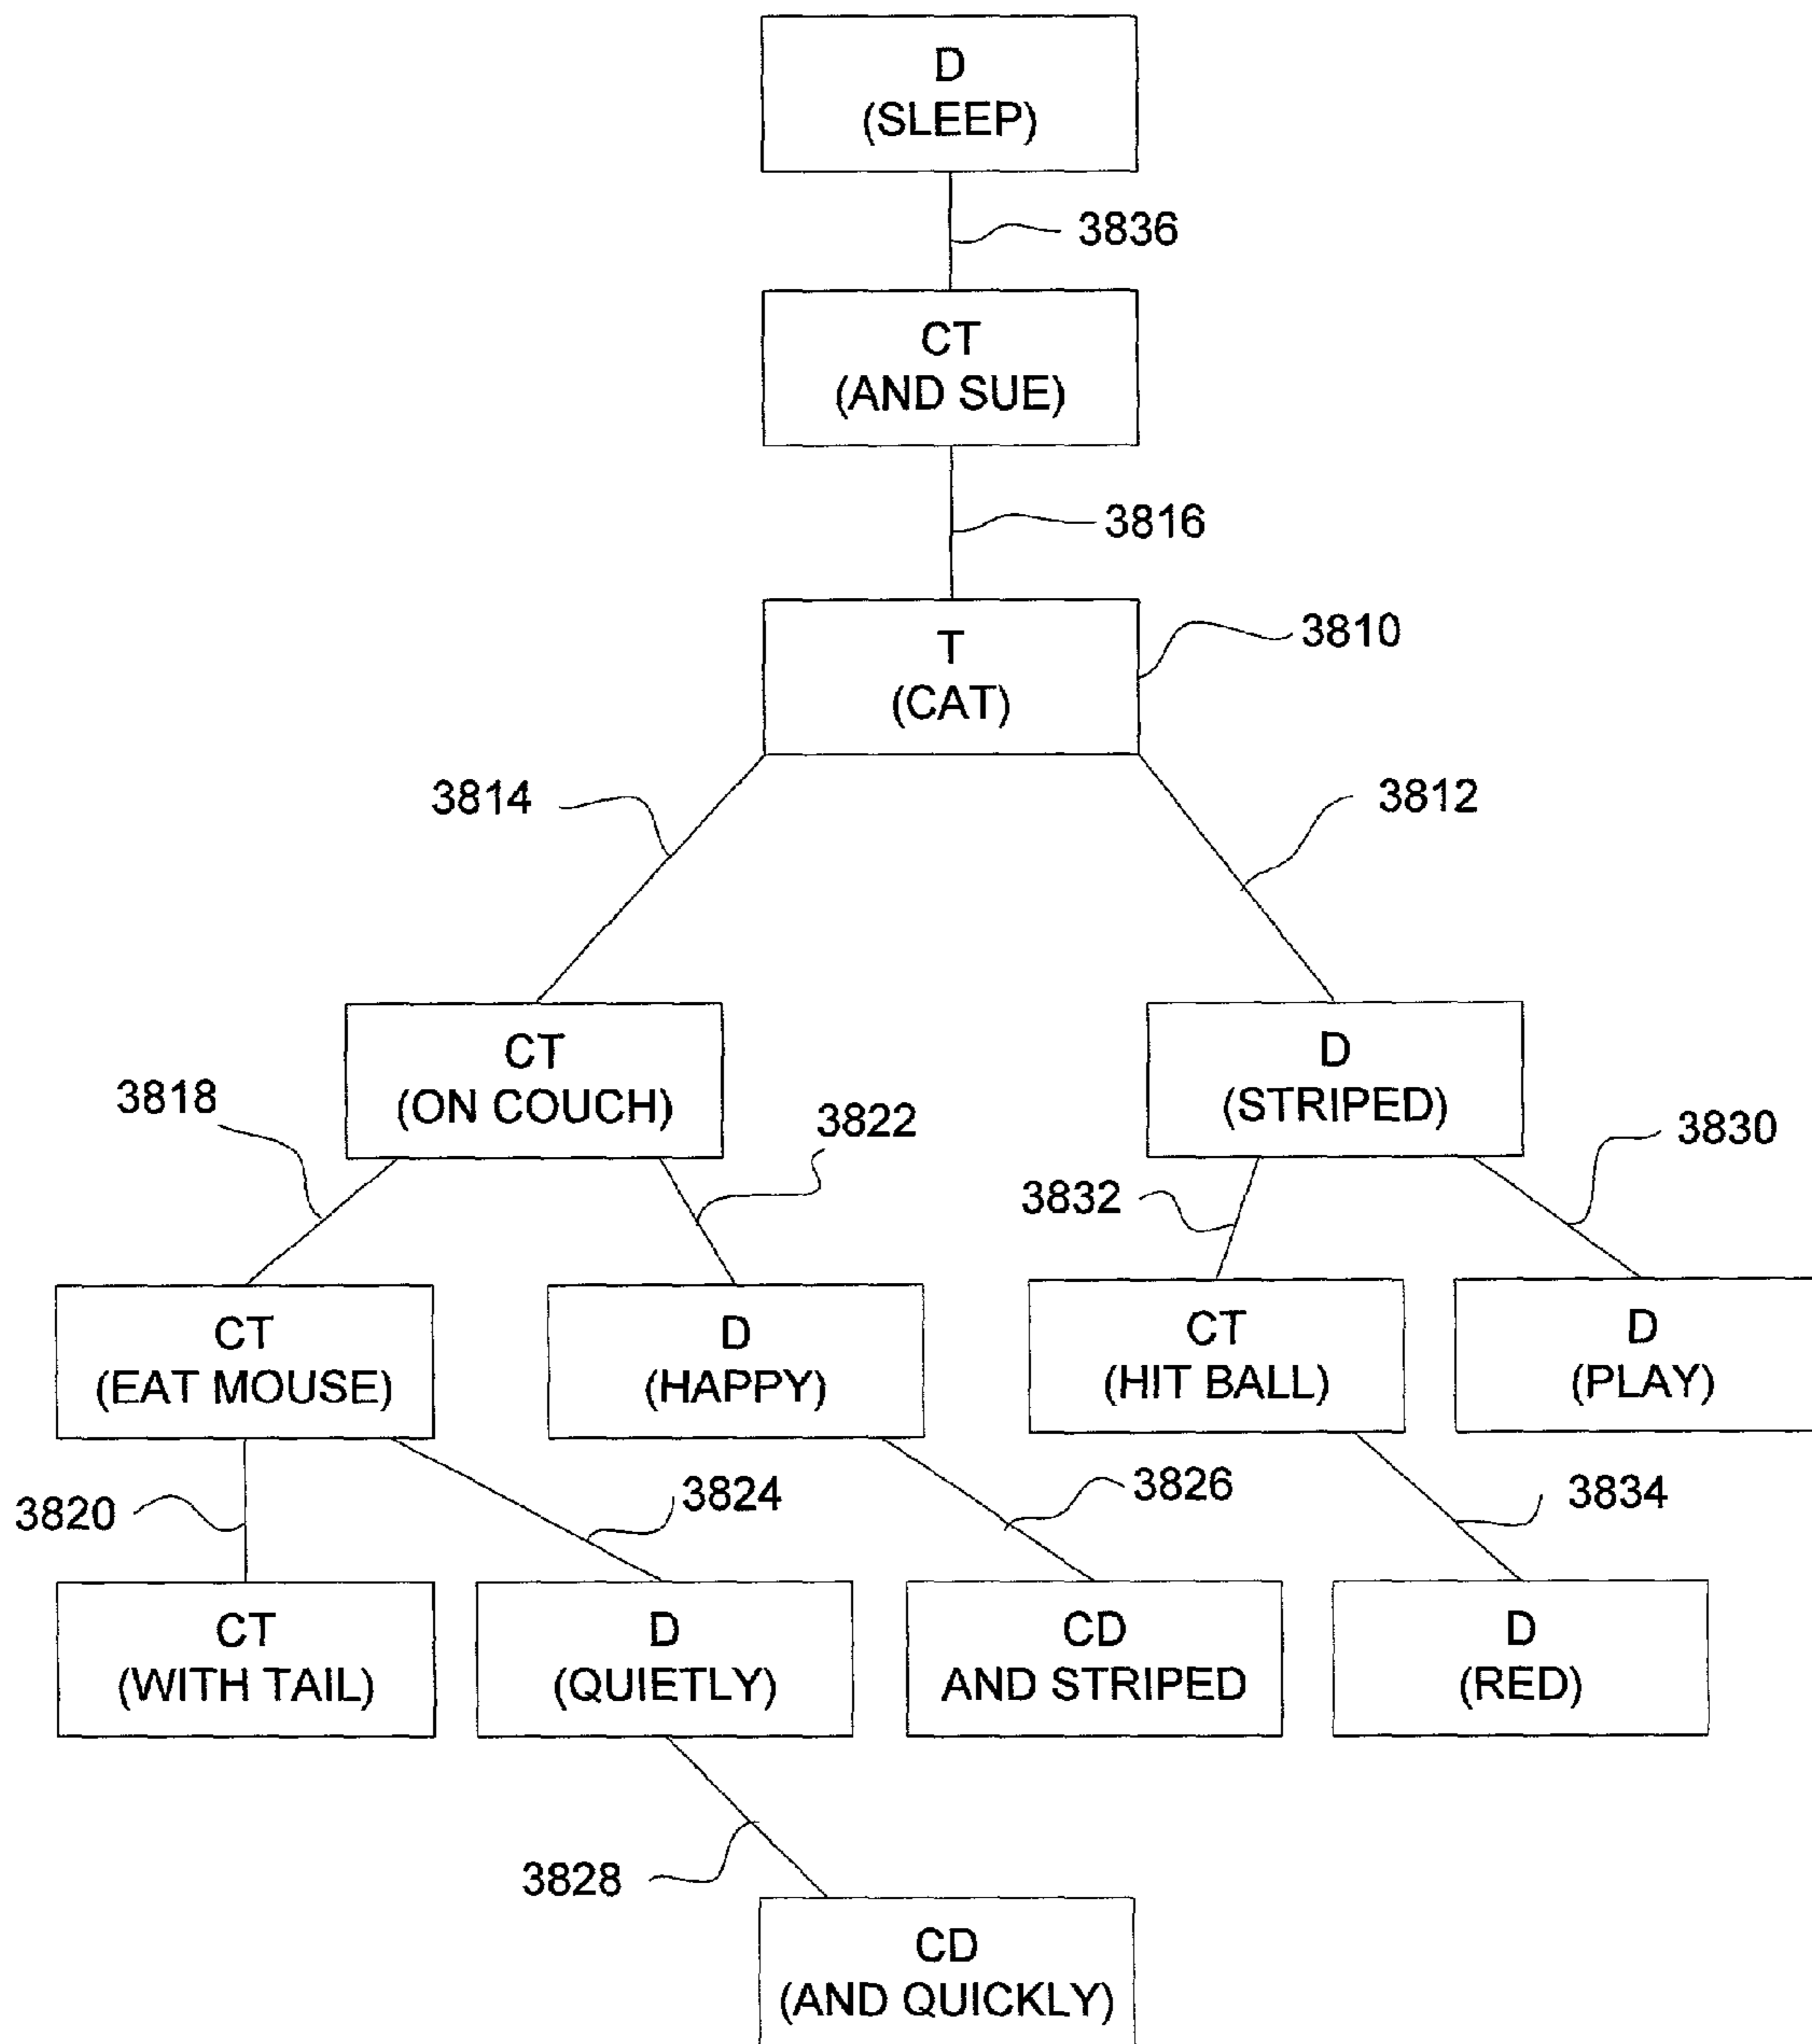 D
(SLEEP)
3836
CT
(AND SUE)
3816
T
(CAT)
3810
3814
3812
CT
(ON COUCH)
D
(STRIPED)
3818
3822
3832
3830
CT
(EAT MOUSE)
D
(HAPPY)
CT
(HIT BALL)
D
(PLAY)
3820
3824
3826
3834
CT
(WITH TAIL)
D
(QUIETLY)
CD
AND STRIPED
D
(RED)
3828
CD
(AND QUICKLY)